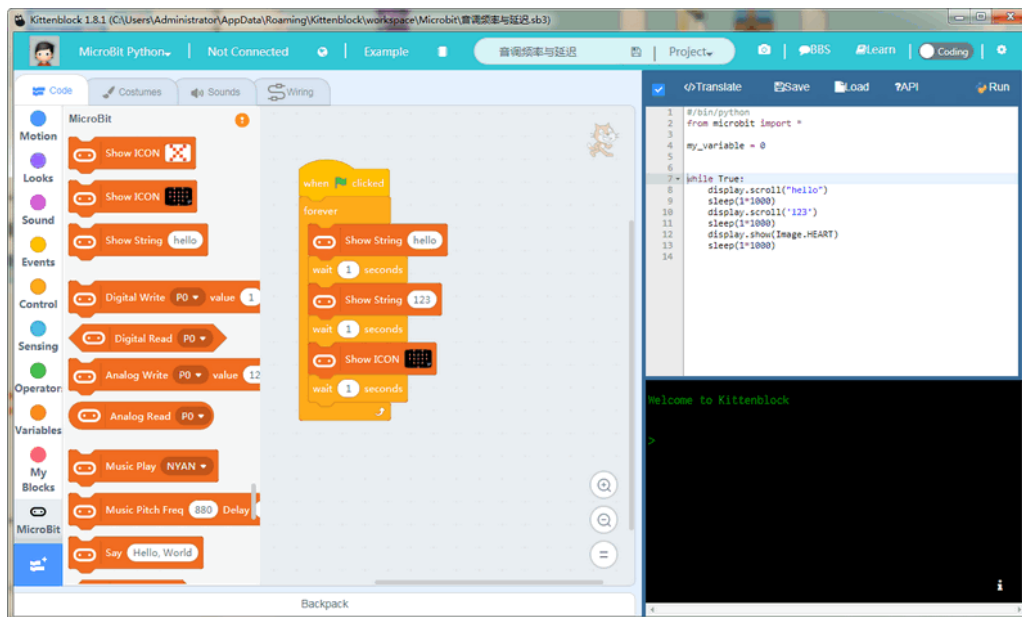 Kittenblock 1.8.1 (C:\Users\Administrator\AppData\Roaming\Kittenblock\workspace\Microbit\音调频率与延迟.sb3)
MicroBit Python Not Connected Example 音调频率与延迟 Project BBS Learn Coding
Code Costumes Sounds Wiring
Motion
Looks
Sound
Events
Control
Sensing
Operator
Variables
My
Blocks
MicroBit
MicroBit
Show ICON
Show ICON
Show String hello
Digital Write P0 value 1
Digital Read P0
Analog Write P0 value 12
Analog Read P0
Music Play NYAN
Music Pitch Freq 880 Delay
Say Hello, World
when clicked
forever
Show String hello
wait 1 seconds
Show String 123
wait 1 seconds
Show ICON
wait 1 seconds
Backpack
</>Translate Save Load ?API Run
1 #/bin/python
2 from microbit import *
3
4 my_variable = 0
5
6
7 while True:
8 display.scroll("hello")
9 sleep(1*1000)
10 display.scroll('123')
11 sleep(1*1000)
12 display.show(Image.HEART)
13 sleep(1*1000)
14
Welcome to Kittenblock
>